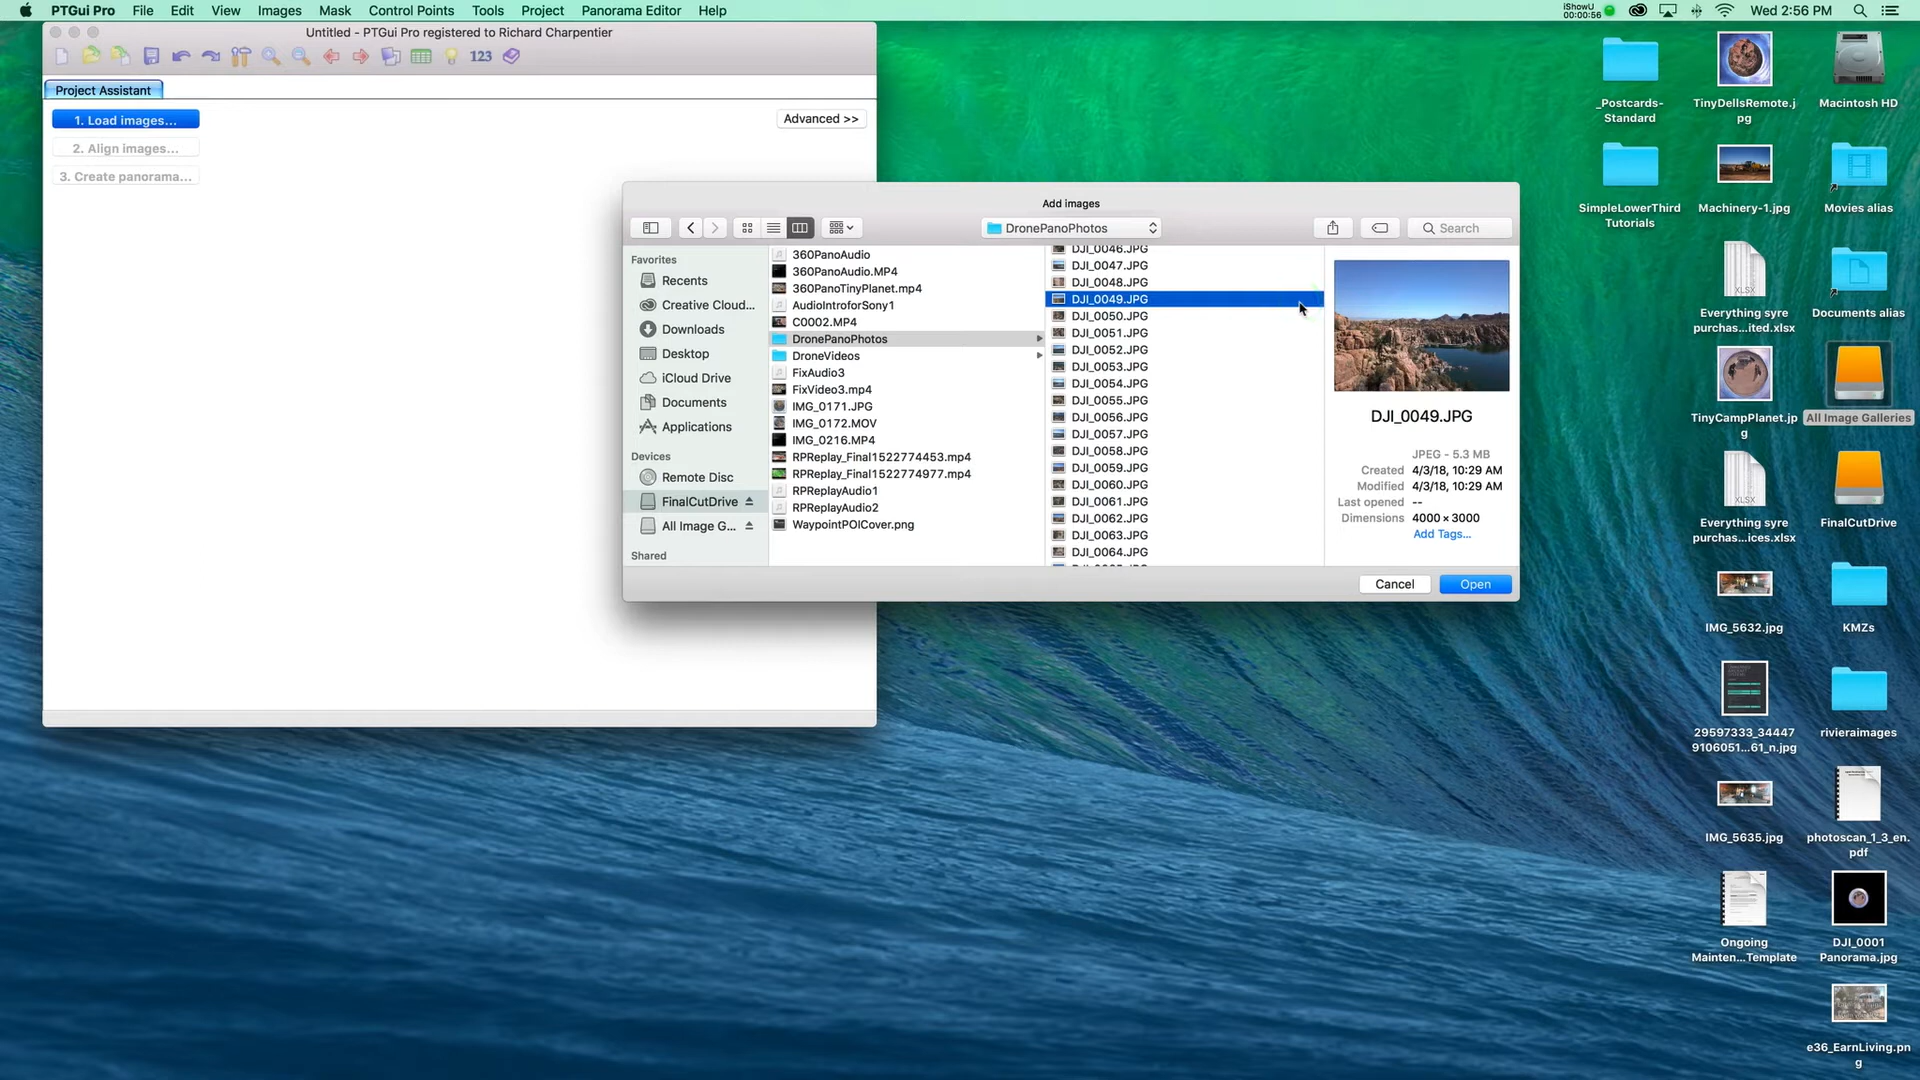 PTGui Pro File Edit View Images Mask Control Points Tools Project Panorama Editor Help
iShowU
00:00:56
Wed 2:56 PM
Untitled - PTGui Pro registered to Richard Charpentier
123
Project Assistant
1. Load images...
Advanced >>
2. Align images...
3. Create panorama...
Add images
DronePanoPhotos
Search
Favorites
Recents
Creative Cloud...
Downloads
Desktop
iCloud Drive
Documents
Applications
Devices
Remote Disc
FinalCutDrive
All Image G...
Shared
360PanoAudio
360PanoAudio.MP4
360PanoTinyPlanet.mp4
AudioIntroforSony1
C0002.MP4
DronePanoPhotos
DroneVideos
FixAudio3
FixVideo3.mp4
IMG_0171.JPG
IMG_0172.MOV
IMG_0216.MP4
RPReplay_Final1522774453.mp4
RPReplay_Final1522774977.mp4
RPReplayAudio1
RPReplayAudio2
WaypointPOICover.png
DJI_0046.JPG
DJI_0047.JPG
DJI_0048.JPG
DJI_0049.JPG
DJI_0050.JPG
DJI_0051.JPG
DJI_0052.JPG
DJI_0053.JPG
DJI_0054.JPG
DJI_0055.JPG
DJI_0056.JPG
DJI_0057.JPG
DJI_0058.JPG
DJI_0059.JPG
DJI_0060.JPG
DJI_0061.JPG
DJI_0062.JPG
DJI_0063.JPG
DJI_0064.JPG
DJI_0049.JPG
JPEG - 5.3 MB
Created 4/3/18, 10:29 AM
Modified 4/3/18, 10:29 AM
Last opened --
Dimensions 4000 × 3000
Add Tags...
Cancel
Open
_Postcards-
Standard
TinyDellsRemote.j
pg
Macintosh HD
SimpleLowerThird
Tutorials
Machinery-1.jpg
Movies alias
XLSX
Everything syre
purchas...ited.xlsx
Documents alias
TinyCampPlanet.jp
g
All Image Galleries
XLSX
Everything syre
purchas...ices.xlsx
FinalCutDrive
IMG_5632.jpg
KMZs
29597333_34447
9106051...61_n.jpg
rivieraimages
IMG_5635.jpg
photoscan_1_3_en.
pdf
Ongoing
Mainten...Template
DJI_0001
Panorama.jpg
e36_EarnLiving.pn
g